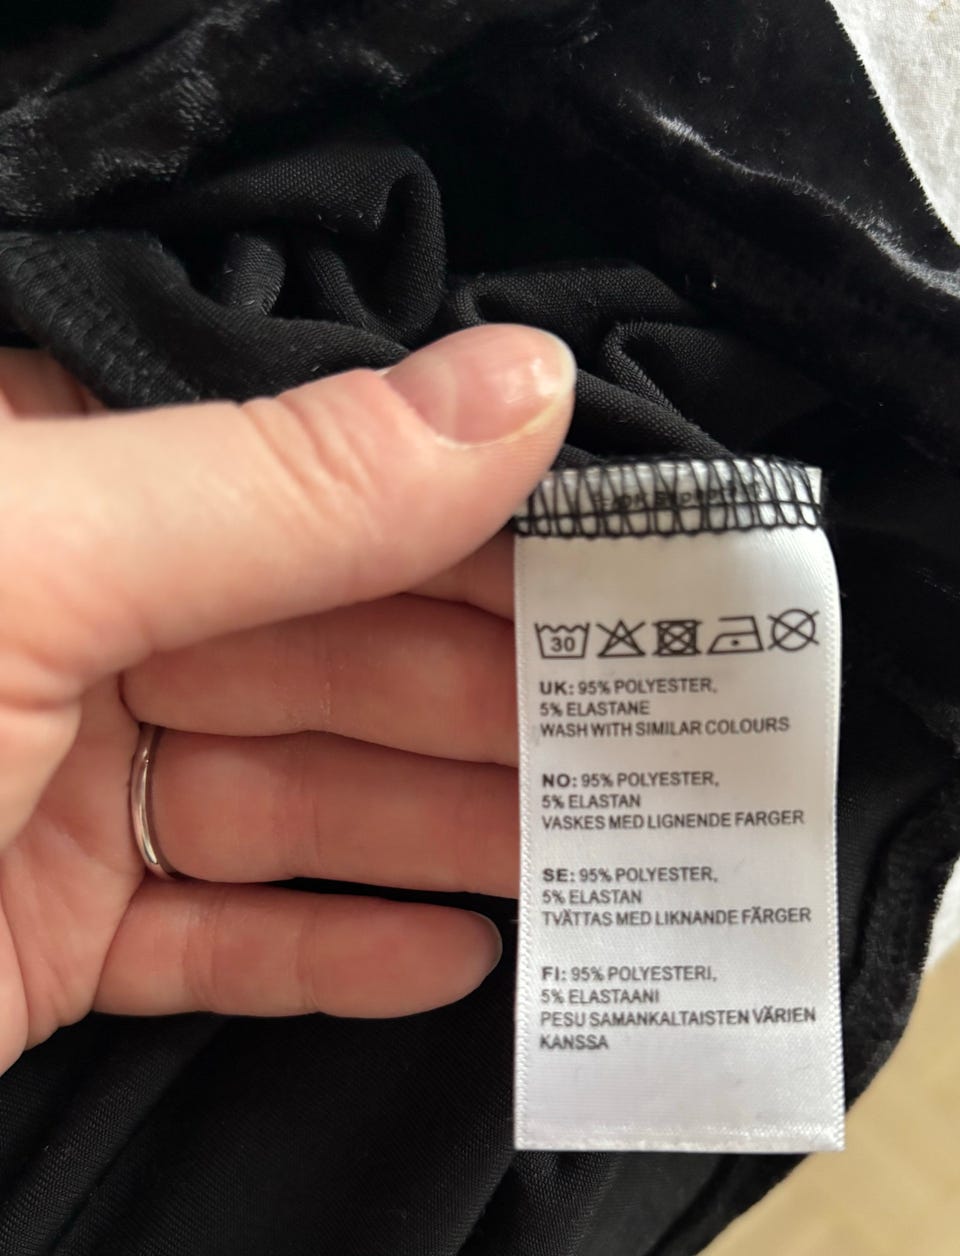 30
UK: 95% POLYESTER,
5% ELASTANE
WASH WITH SIMILAR COLOURS
NO: 95% POLYESTER,
5% ELASTAN
VASKES MED LIGNENDE FARGER
SE: 95% POLYESTER,
5% ELASTAN
TVÄTTAS MED LIKNANDE FÄRGER
FI: 95% POLYESTERI,
5% ELASTAANI
PESU SAMANKALTAISTEN VÄRIEN
KANSSA